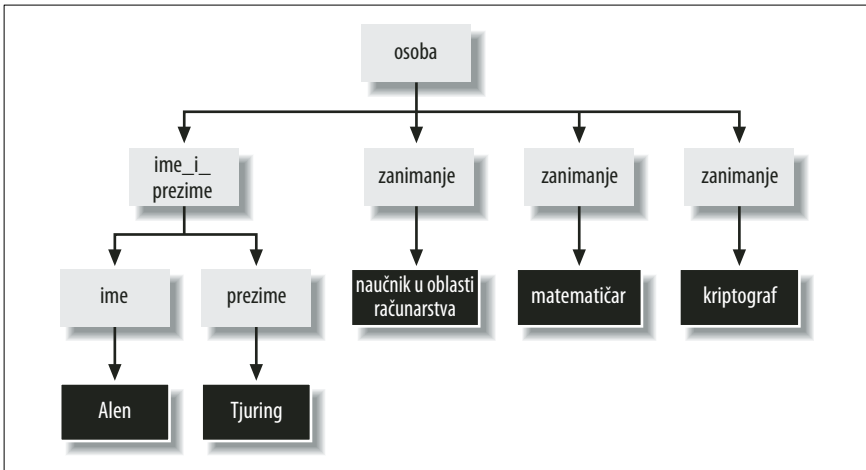 osoba
ime_i_
prezime
zanimanje
zanimanje
zanimanje
ime
prezime
naučnik u oblasti
računarstva
matematičar
kriptograf
Alen
Tjuring